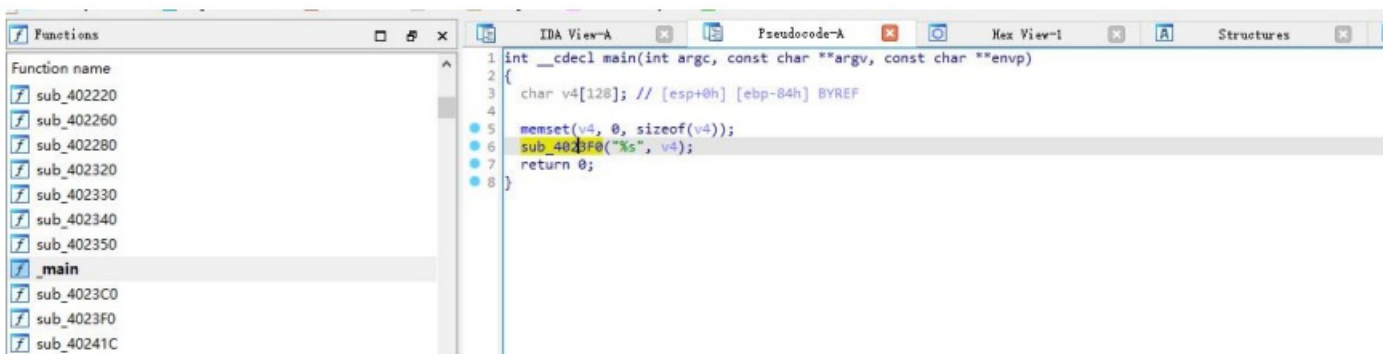 Functions
IDA View-A
Pseudocode-A
Hex View-1
Structures
Function name
sub_402220
sub_402260
sub_402280
sub_402320
sub_402330
sub_402340
sub_402350
_main
sub_4023C0
sub_4023F0
sub_40241C
1 int __cdecl main(int argc, const char **argv, const char **envp)
2 {
3 char v4[128]; // [esp+0h] [ebp-84h] BYREF
4
5 memset(v4, 0, sizeof(v4));
6 sub_4023F0("%s", v4);
7 return 0;
8 }